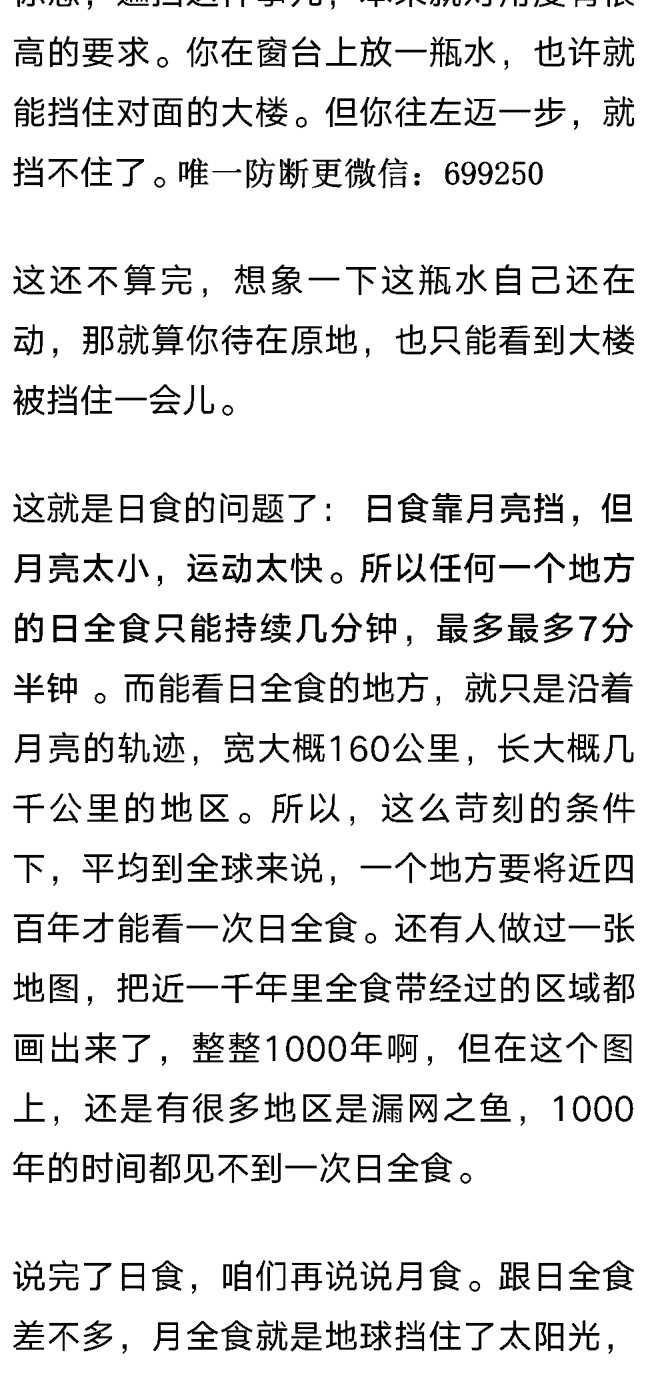 高的要求。你在窗台上放一瓶水，也许就
能挡住对面的大楼。但你往左迈一步，就
挡不住了。唯一防断更微信：699250
这还不算完，想象一下这瓶水自己还在
动，那就算你待在原地，也只能看到大楼
被挡住一会儿。
这就是日食的问题了： 日食靠月亮挡，但
月亮太小，运动太快。所以任何一个地方
的日全食只能持续几分钟，最多最多7分
半钟 。而能看日全食的地方，就只是沿着
月亮的轨迹，宽大概160公里，长大概几
千公里的地区。所以，这么苛刻的条件
下，平均到全球来说，一个地方要将近四
百年才能看一次日全食。还有人做过一张
地图，把近一千年里全食带经过的区域都
画出来了，整整1000年啊，但在这个图
上，还是有很多地区是漏网之鱼，1000
年的时间都见不到一次日全食。
说完了日食，咱们再说说月食。跟日全食
差不多，月全食就是地球挡住了太阳光，